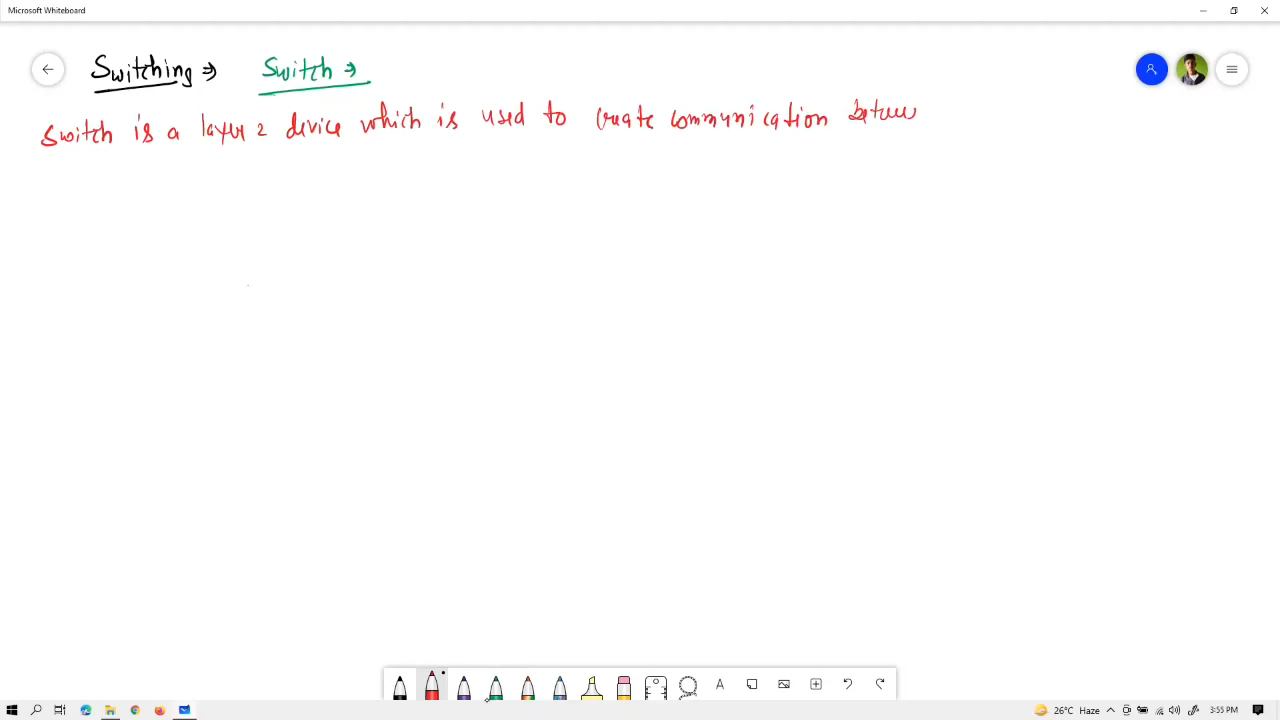 Microsoft Whiteboard
Switching ⇒ Switch →
Switch is a layer 2 device which is used to create communication betwee
26°C Haze 3:55 PM